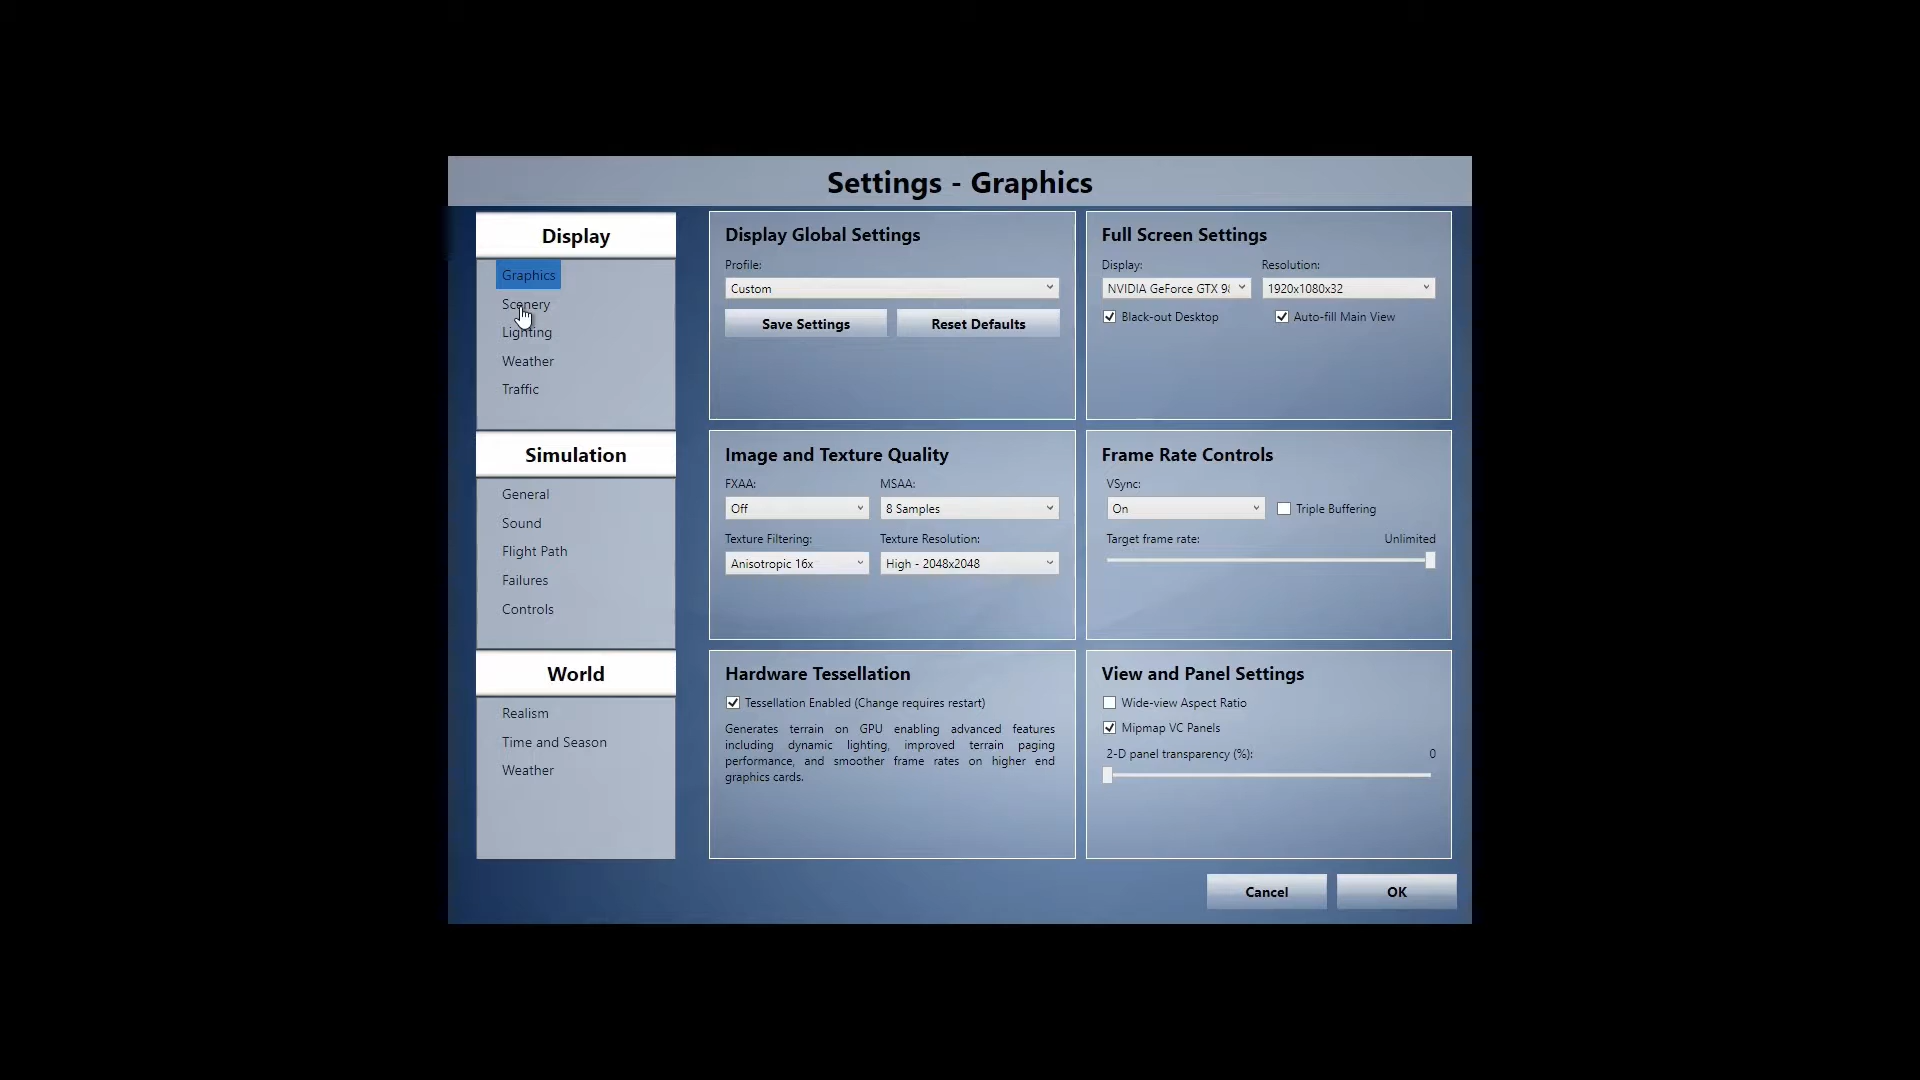 Settings - Graphics
Display
Graphics
Scenery
Lighting
Weather
Traffic
Simulation
General
Sound
Flight Path
Failures
Controls
World
Realism
Time and Season
Weather
Display Global Settings
Profile:
Custom
Save Settings
Reset Defaults
Full Screen Settings
Display:
Resolution:
NVIDIA GeForce GTX
1920x1080x32
Black-out Desktop
Auto-fill Main View
Image and Texture Quality
FXAA:
MSAA:
Off
8 Samples
Texture Filtering:
Texture Resolution:
Anisotropic 16x
High - 2048x2048
Frame Rate Controls
VSync:
On
Triple Buffering
Target frame rate:
Unlimited
Hardware Tessellation
Tessellation Enabled (Change requires restart)
Generates terrain on GPU enabling advanced features
including dynamic lighting, improved terrain paging
performance, and smoother frame rates on higher end
graphics cards.
View and Panel Settings
Wide-view Aspect Ratio
Mipmap VC Panels
2-D panel transparency (%):
0
Cancel
OK